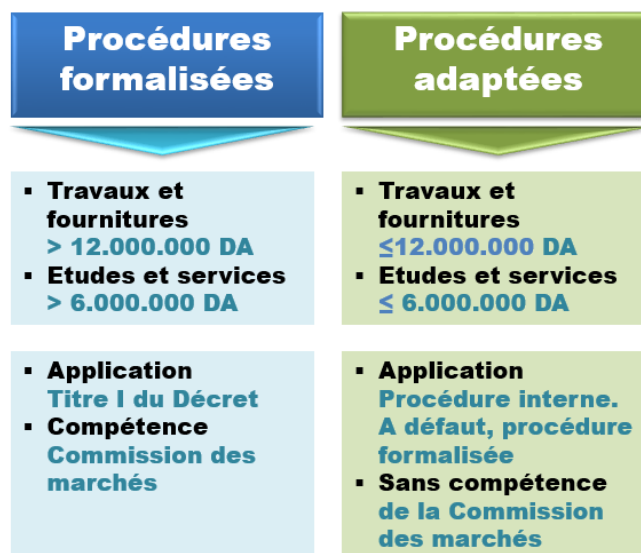 Procédures
formalisées
▪ Travaux et
fournitures
> 12.000.000 DA
▪ Etudes et services
> 6.000.000 DA
▪ Application
Titre I du Décret
▪ Compétence
Commission des
marchés
Procédures
adaptées
▪ Travaux et
fournitures
≤12.000.000 DA
▪ Etudes et services
≤ 6.000.000 DA
▪ Application
Procédure interne.
A défaut, procédure
formalisée
▪ Sans compétence
de la Commission
des marchés